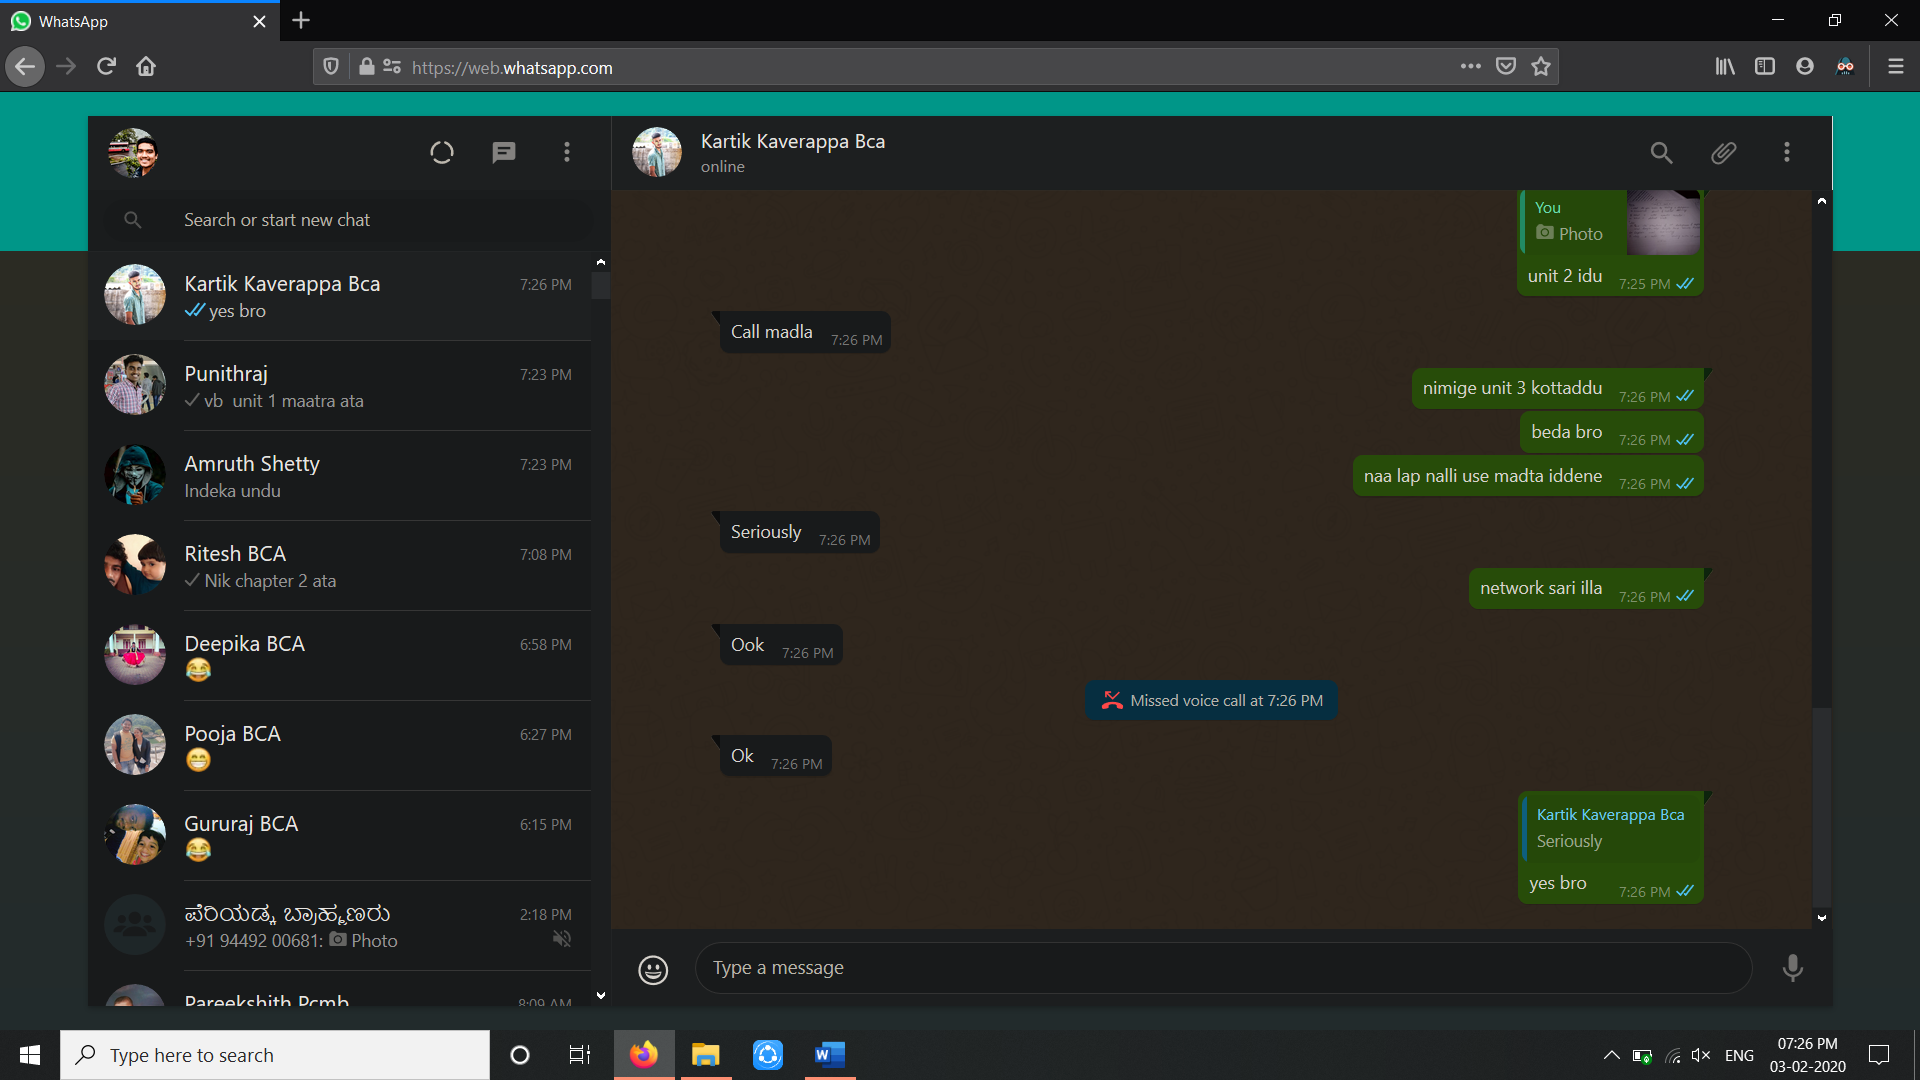 WhatsApp
https://web.whatsapp.com
Search or start new chat
Kartik Kaverappa Bca
7:26 PM
yes bro
Punithraj
7:23 PM
vb unit 1 maatra ata
Amruth Shetty
7:23 PM
Indeka undu
Ritesh BCA
7:08 PM
Nik chapter 2 ata
Deepika BCA
6:58 PM
😂
Pooja BCA
6:27 PM
😁
Gururaj BCA
6:15 PM
😂
ಪೆರಿಯಡ್ಕ ಬ್ರಾಹ್ಮಣರು
2:18 PM
+91 94492 00681: Photo
Pareekshith Pcmb
8:09 AM
Kartik Kaverappa Bca
online
You
Photo
unit 2 idu
7:25 PM
Call madla
7:26 PM
nimige unit 3 kottaddu
7:26 PM
beda bro
7:26 PM
naa lap nalli use madta iddene
7:26 PM
Seriously
7:26 PM
network sari illa
7:26 PM
Ook
7:26 PM
Missed voice call at 7:26 PM
Ok
7:26 PM
Kartik Kaverappa Bca
Seriously
yes bro
7:26 PM
Type a message
Type here to search
W
ENG
07:26 PM
03-02-2020